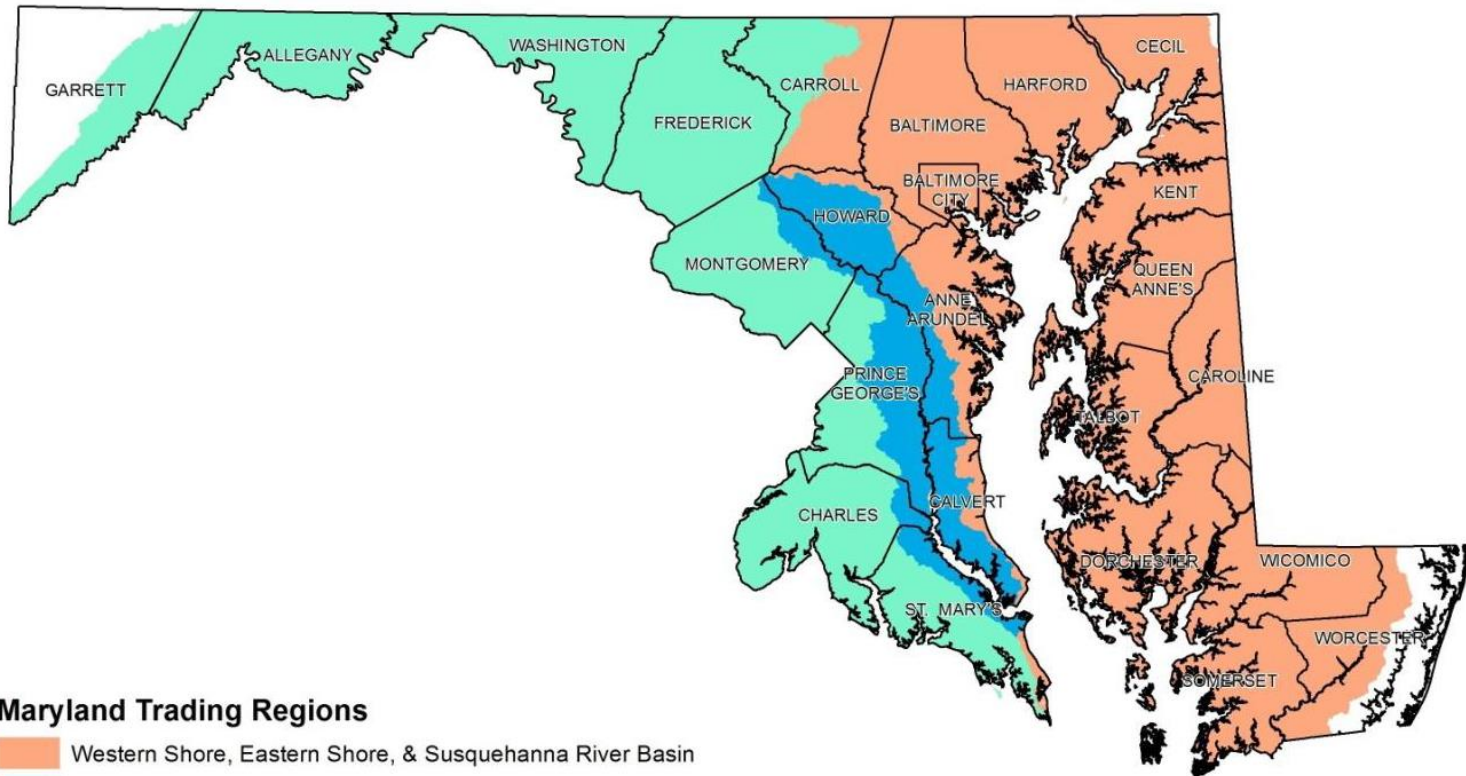 CECIL
WASHINGTON
ALLEGANY
CARROLL
HARFORD
GARRETT
FREDERICK
BALTIMORE
BALTIMORE
CITY
KENT
HOWARD
MONTGOMERY
QUEEN
ANNE'S
ANNE
ARUNDEL
PRINCE
GEORGE'S
CAROLINE
TALBOT
CALVERT
CHARLES
DORCHESTER
WICOMICO
ST. MARY'S
WORCESTER
SOMERSET
Maryland Trading Regions
Western Shore, Eastern Shore, & Susquehanna River Basin